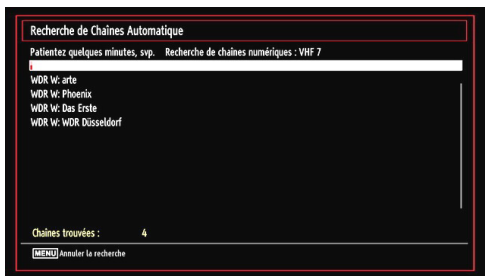 Recherche de Chaînes Automatique
Patientez quelques minutes, svp. Recherche de chaînes numériques : VHF 7
WDR W: arte
WDR W: Phoenix
WDR W: Das Erste
WDR W: WDR Düsseldorf
Chaînes trouvées : 4
MENU Annuler la recherche